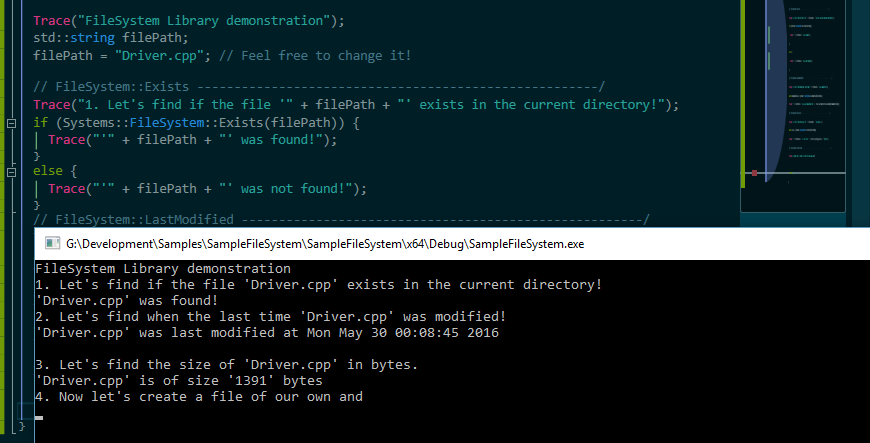 Trace("FileSystem Library demonstration");
std::string filePath;
filePath = "Driver.cpp"; // Feel free to change it!
// FileSystem::Exists ------------------------------------------------------/
Trace("1. Let's find if the file '" + filePath + "' exists in the current directory!");
if (Systems::FileSystem::Exists(filePath)) {
Trace("'" + filePath + "' was found!");
}
else {
Trace("'" + filePath + "' was not found!");
}
// FileSystem::LastModified ------------------------------------------------------/
G:\Development\Samples\SampleFileSystem\SampleFileSystem\x64\Debug\SampleFileSystem.exe
FileSystem Library demonstration
1. Let's find if the file 'Driver.cpp' exists in the current directory!
'Driver.cpp' was found!
2. Let's find when the last time 'Driver.cpp' was modified!
'Driver.cpp' was last modified at Mon May 30 00:08:45 2016
3. Let's find the size of 'Driver.cpp' in bytes.
'Driver.cpp' is of size '1391' bytes
4. Now let's create a file of our own and
}